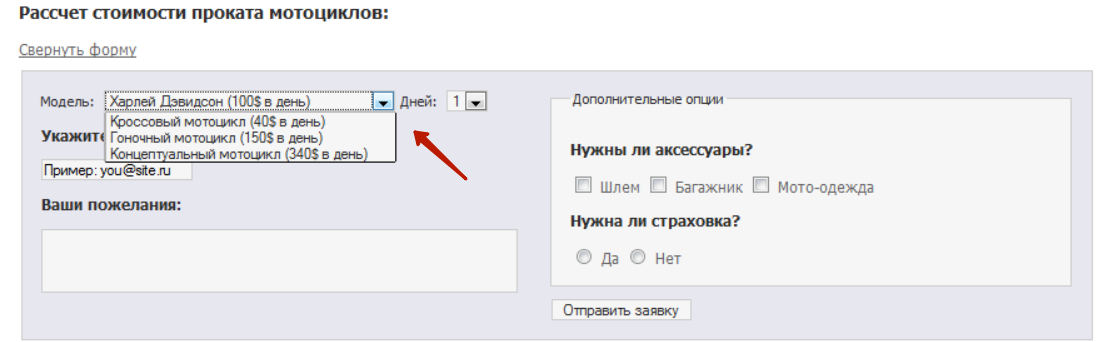 Рассчет стоимости проката мотоциклов:
Свернуть форму
Модель: Харлей Дэвидсон (100$ в день) Дней: 1
Кроссовый мотоцикл (40$ в день)
Гоночный мотоцикл (150$ в день)
Концептуальный мотоцикл (340$ в день)
Укажите
Пример: you@site.ru
Ваши пожелания:
Дополнительные опции
Нужны ли аксессуары?
Шлем Багажник Мото-одежда
Нужна ли страховка?
Да Нет
Отправить заявку